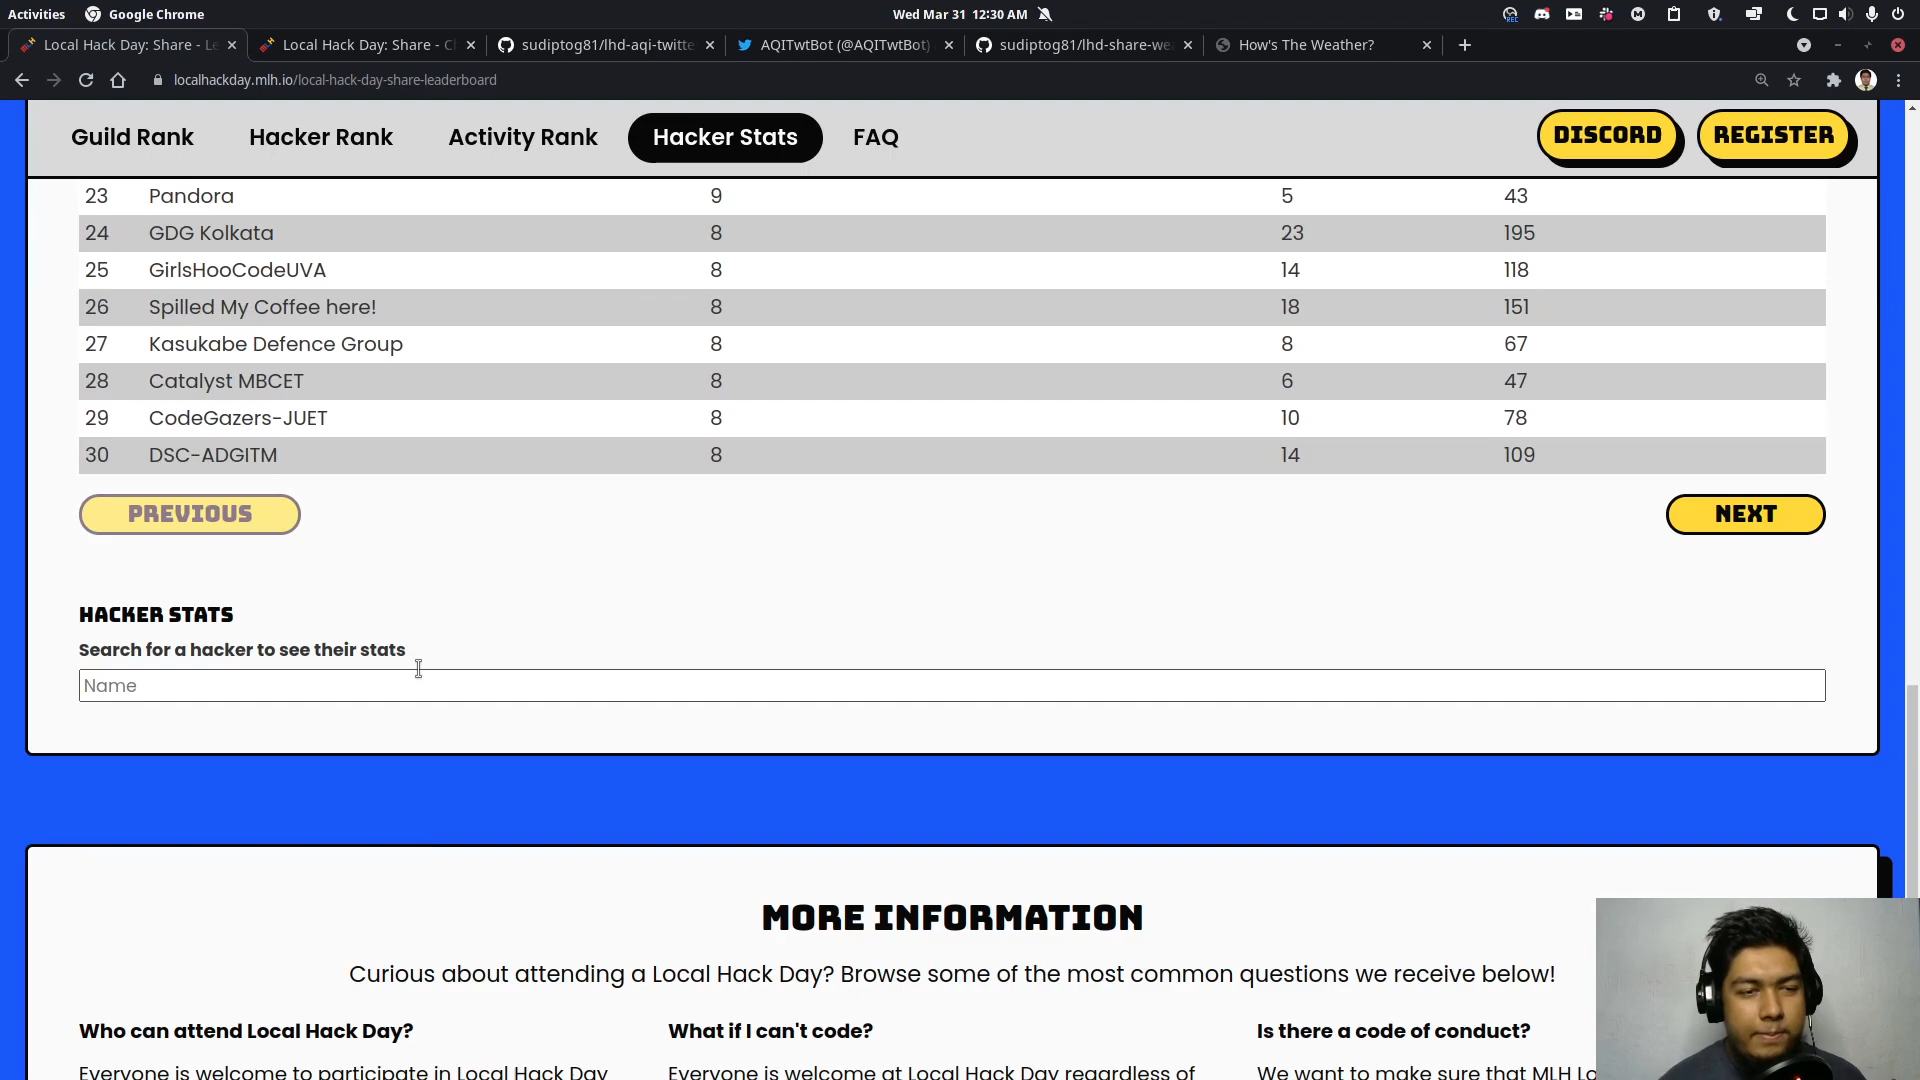 Activities Google Chrome Wed Mar 31 12:30 AM
Local Hack Day: Share - Le Local Hack Day: Share - C sudiptog81/lhd-aqi-twitte AQITwtBot (@AQITwtBot) sudiptog81/lhd-share-we How's The Weather?
localhackday.mlh.io/local-hack-day-share-leaderboard
Guild Rank Hacker Rank Activity Rank Hacker Stats FAQ DISCORD REGISTER
23 Pandora 9 5 43
24 GDG Kolkata 8 23 195
25 GirlsHooCodeUVA 8 14 118
26 Spilled My Coffee here! 8 18 151
27 Kasukabe Defence Group 8 8 67
28 Catalyst MBCET 8 6 47
29 CodeGazers-JUET 8 10 78
30 DSC-ADGITM 8 14 109
PREVIOUS NEXT
HACKER STATS
Search for a hacker to see their stats
Name
MORE INFORMATION
Curious about attending a Local Hack Day? Browse some of the most common questions we receive below!
Who can attend Local Hack Day? What if I can't code? Is there a code of conduct?
Everyone is welcome to participate in Local Hack Day Everyone is welcome at Local Hack Day regardless of We want to make sure that MLH Lo